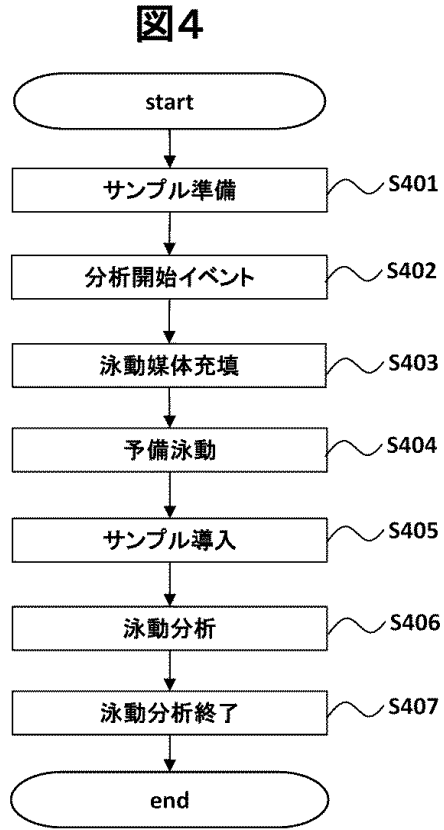 図4
start
サンプル準備
S401
分析開始イベント
S402
泳動媒体充填
S403
予備泳動
S404
サンプル導入
S405
泳動分析
S406
泳動分析終了
S407
end